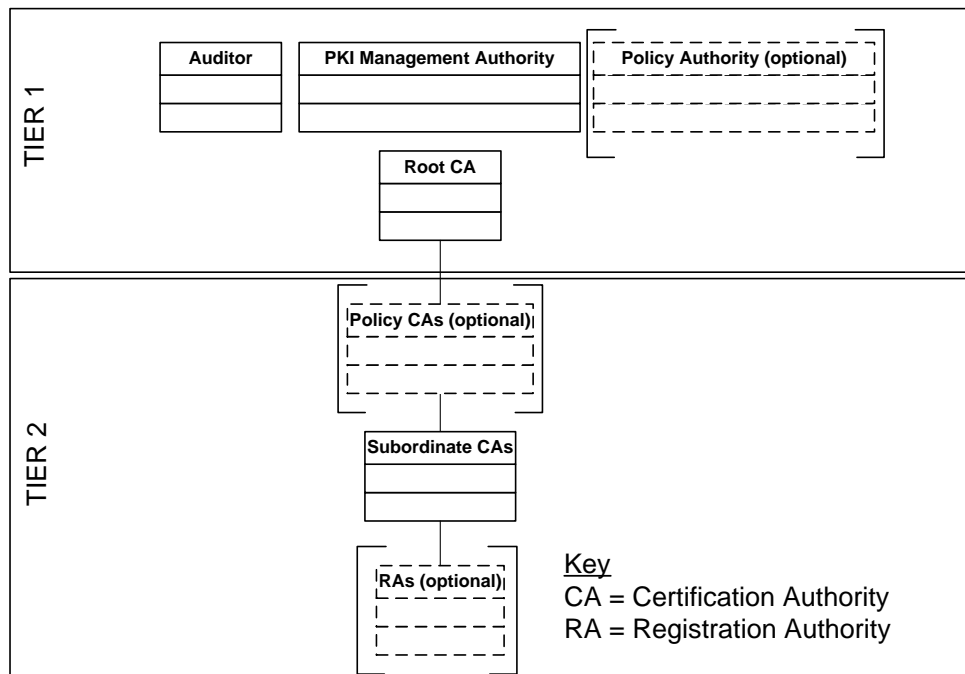 TIER 1
Auditor
PKI Management Authority
Policy Authority (optional)
Root CA
TIER 2
Policy CAs (optional)
Subordinate CAs
RAs (optional)
Key
CA = Certification Authority
RA = Registration Authority